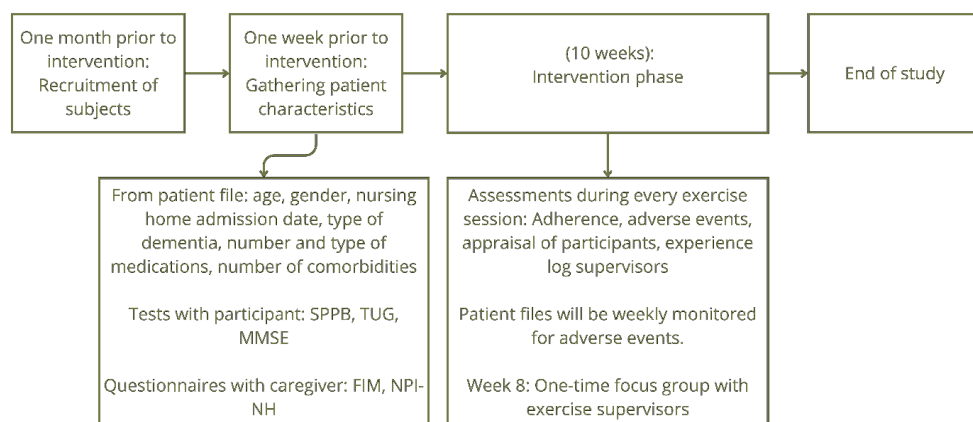 One month prior to
intervention:
Recruitment of
subjects
One week prior to
intervention:
Gathering patient
characteristics
(10 weeks):
Intervention phase
End of study
From patient file: age, gender, nursing
home admission date, type of
dementia, number and type of
medications, number of comorbidities
Tests with participant: SPPB, TUG,
MMSE
Questionnaires with caregiver: FIM, NPI-
NH
Assessments during every exercise
session: Adherence, adverse events,
appraisal of participants, experience
log supervisors
Patient files will be weekly monitored
for adverse events.
Week 8: One-time focus group with
exercise supervisors